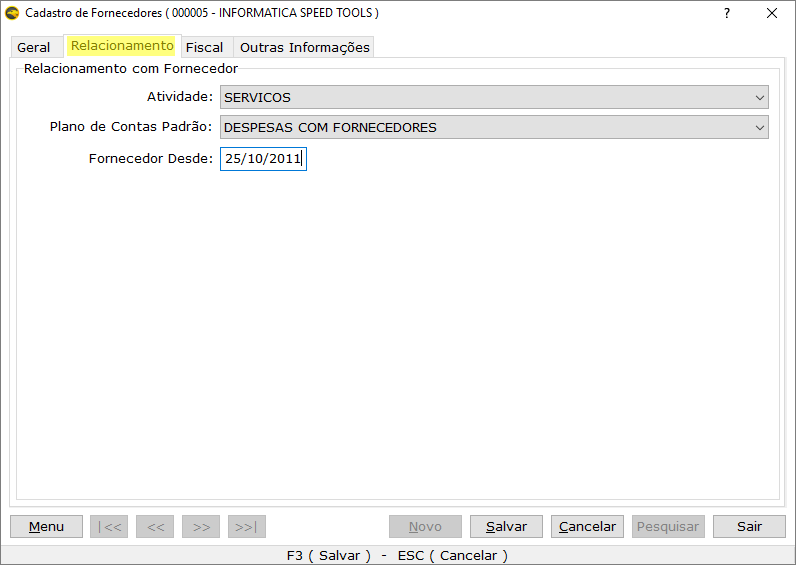 Cadastro de Fornecedores ( 000005 - INFORMATICA SPEED TOOLS ) ?
Geral Relacionamento Fiscal Outras Informações
Relacionamento com Fornecedor
Atividade: SERVICOS
Plano de Contas Padrão: DESPESAS COM FORNECEDORES
Fornecedor Desde: 25/10/2011
Menu |<< << >> >>| Novo Salvar Cancelar Pesquisar Sair
F3 ( Salvar ) - ESC ( Cancelar )